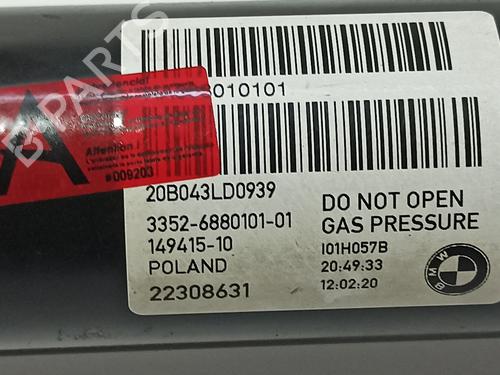 010101
Attention !
#009203
20B043LD0939
3352-6880101-01
149415-10
POLAND
22308631
DO NOT OPEN
GAS PRESSURE
I01H057B
20:49:33
12:02:20
BMW